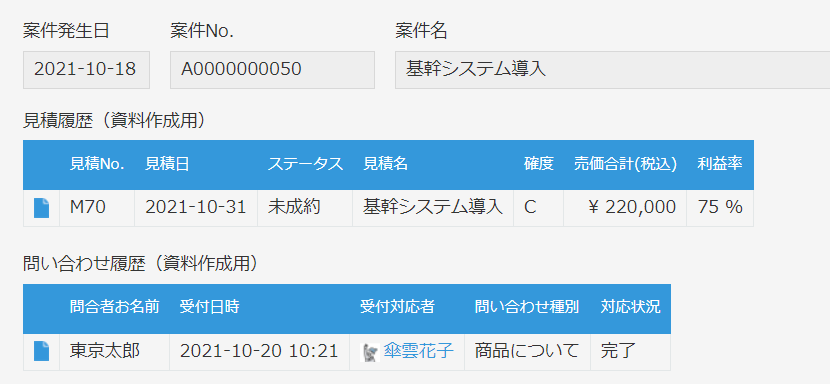 案件発生日 案件No. 案件名
2021-10-18 A0000000050 基幹システム導入
見積履歴（資料作成用）
見積No. 見積日 ステータス 見積名 確度 売価合計(税込) 利益率
M70 2021-10-31 未成約 基幹システム導入 C ¥ 220,000 75 %
問い合わせ履歴（資料作成用）
問合者お名前 受付日時 受付対応者 問い合わせ種別 対応状況
東京太郎 2021-10-20 10:21 傘雲花子 商品について 完了